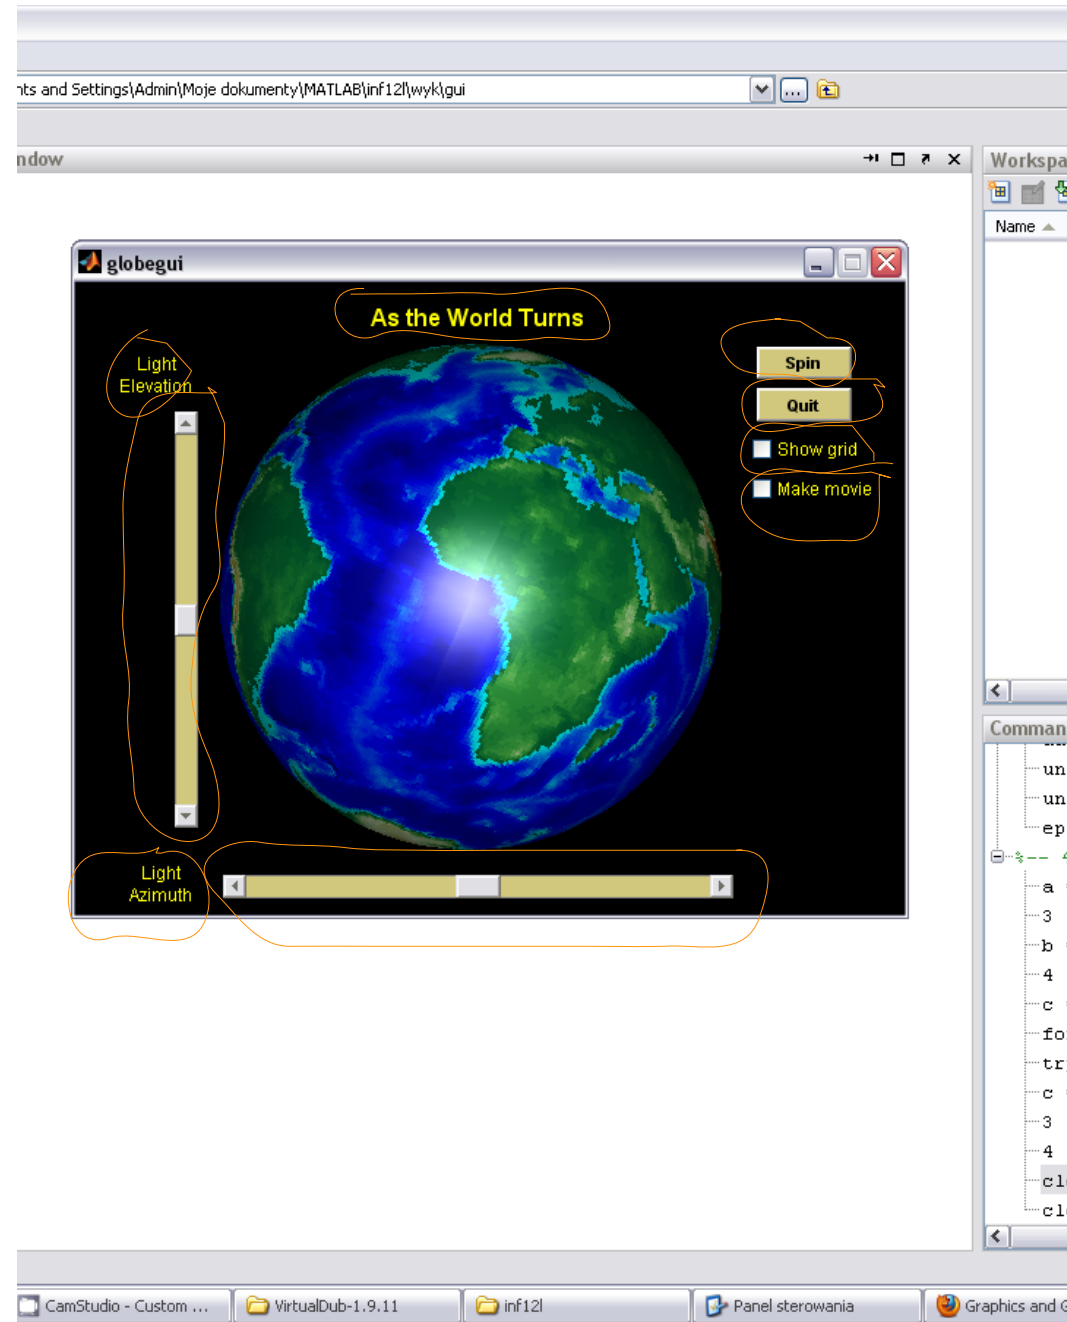 nts and Settings\Admin\Moje dokumenty\MATLAB\inf12l\wyk\gui
ndow
Workspa
Name
globegui
As the World Turns
Light
Elevation
Spin
Quit
Show grid
Make movie
Light
Azimuth
Comman
un
un
ep
%-- 4
a
3
b
4
c
fo
tr
c
3
4
cl
cl
CamStudio - Custom ...
VirtualDub-1.9.11
inf12l
Panel sterowania
Graphics and G